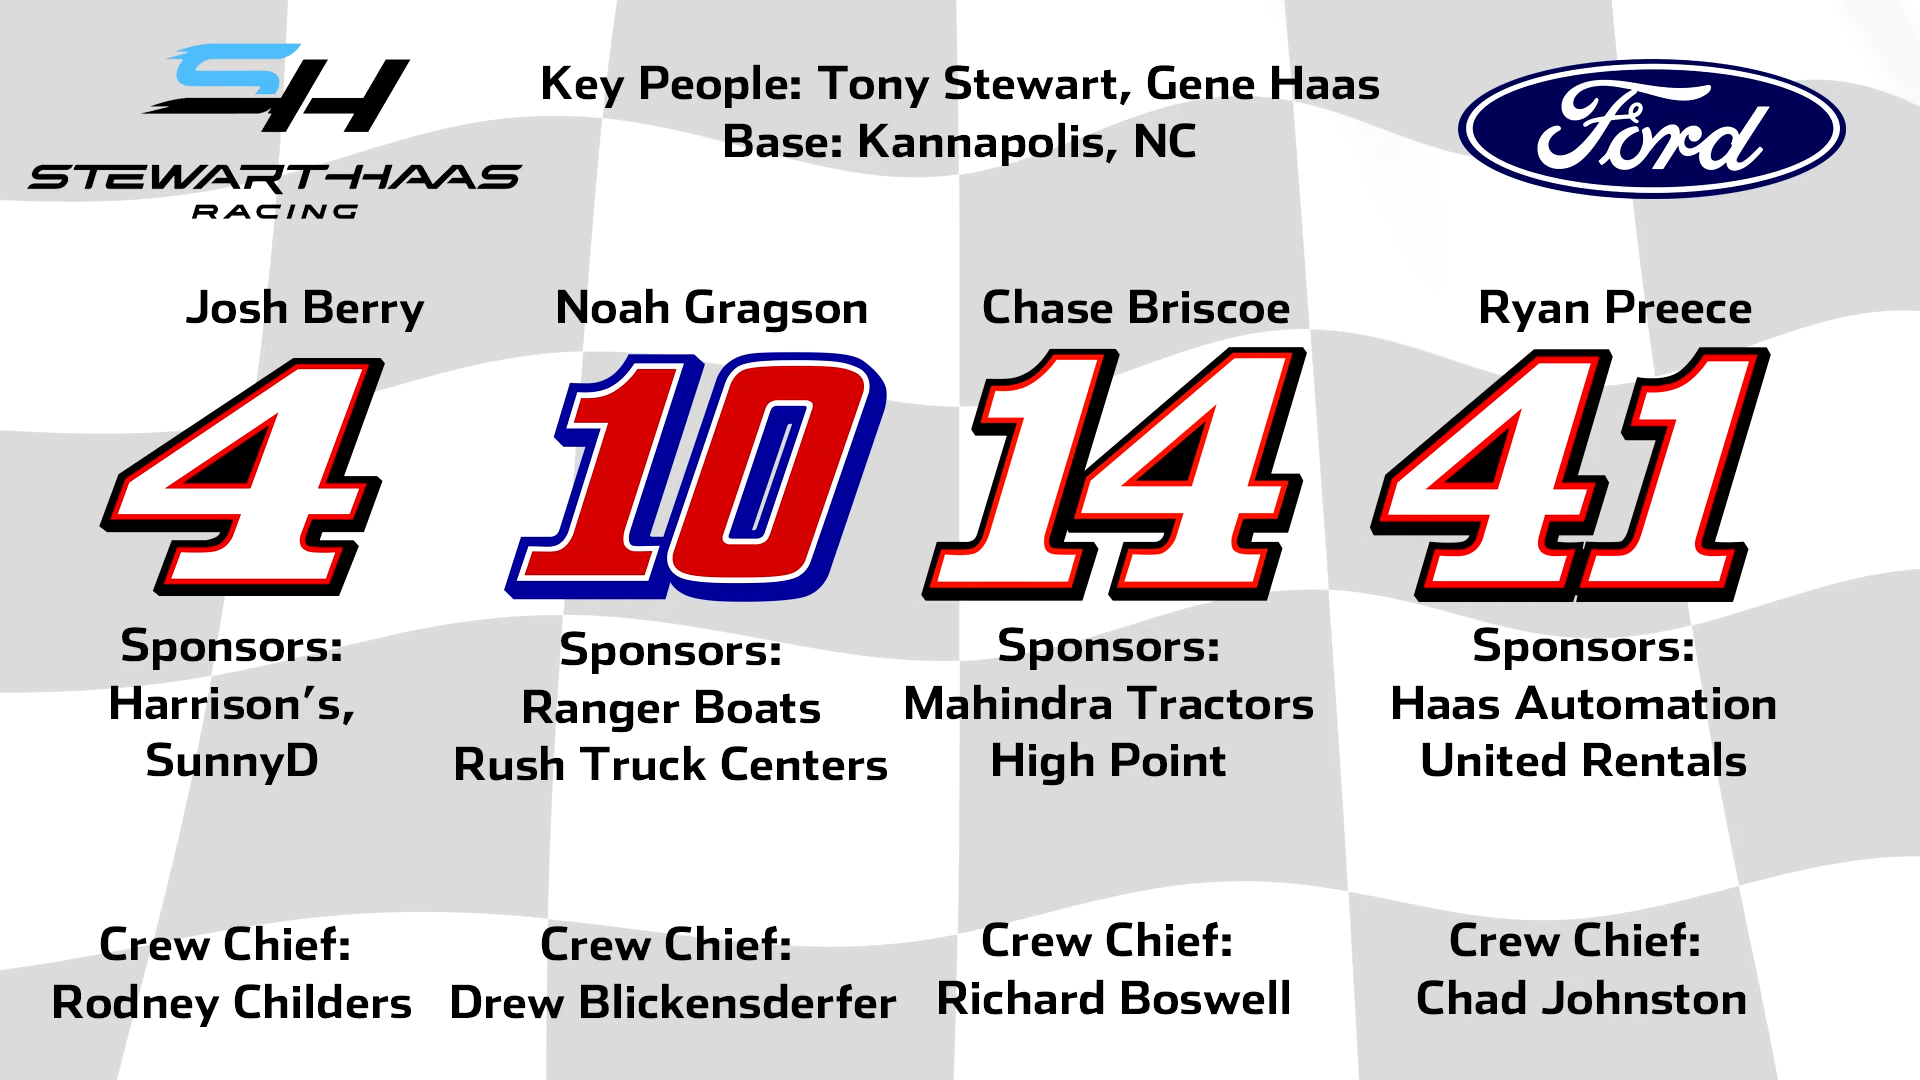 SH
STEWART-HAAS
RACING
Key People: Tony Stewart, Gene Haas
Base: Kannapolis, NC
Ford
Josh Berry
4
Sponsors:
Harrison’s,
SunnyD
Crew Chief:
Rodney Childers
Noah Gragson
10
Sponsors:
Ranger Boats
Rush Truck Centers
Crew Chief:
Drew Blickensderfer
Chase Briscoe
14
Sponsors:
Mahindra Tractors
High Point
Crew Chief:
Richard Boswell
Ryan Preece
41
Sponsors:
Haas Automation
United Rentals
Crew Chief:
Chad Johnston